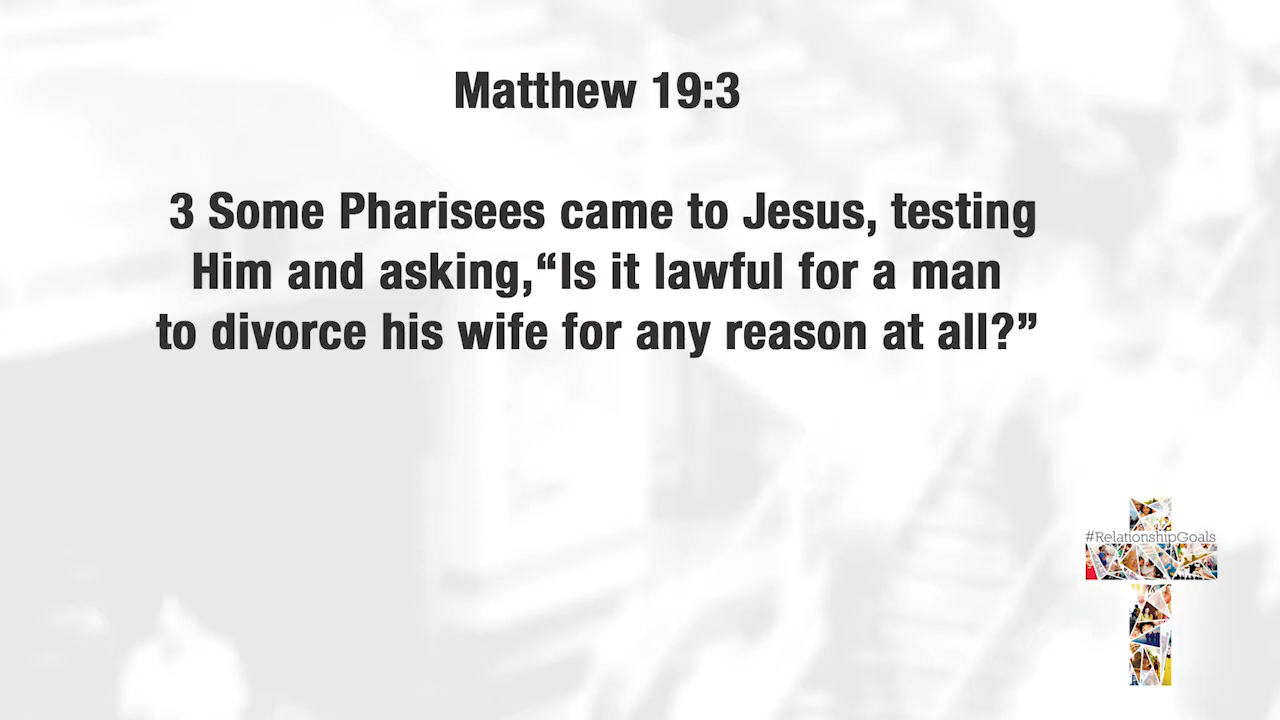 Matthew 19:3
3 Some Pharisees came to Jesus, testing
Him and asking,“Is it lawful for a man
to divorce his wife for any reason at all?”
#RelationshipGoals